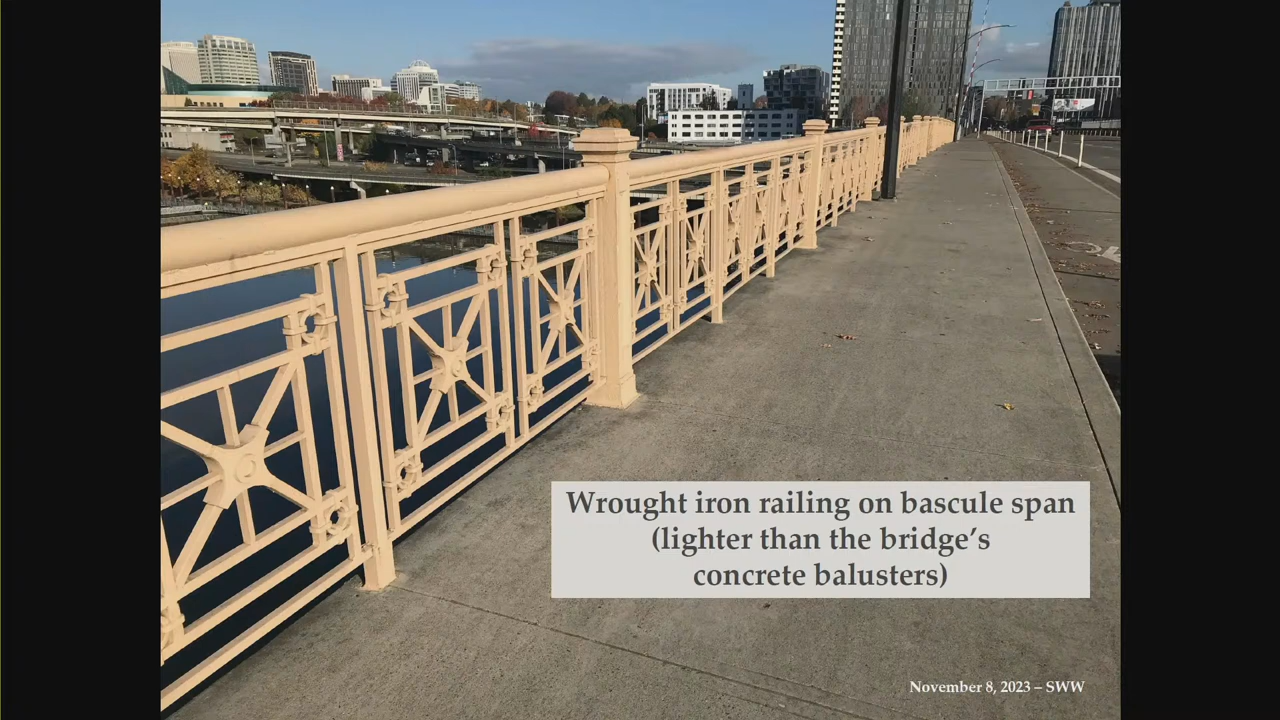 Wrought iron railing on bascule span
(lighter than the bridge’s
concrete balusters)
November 8, 2023 – SWW